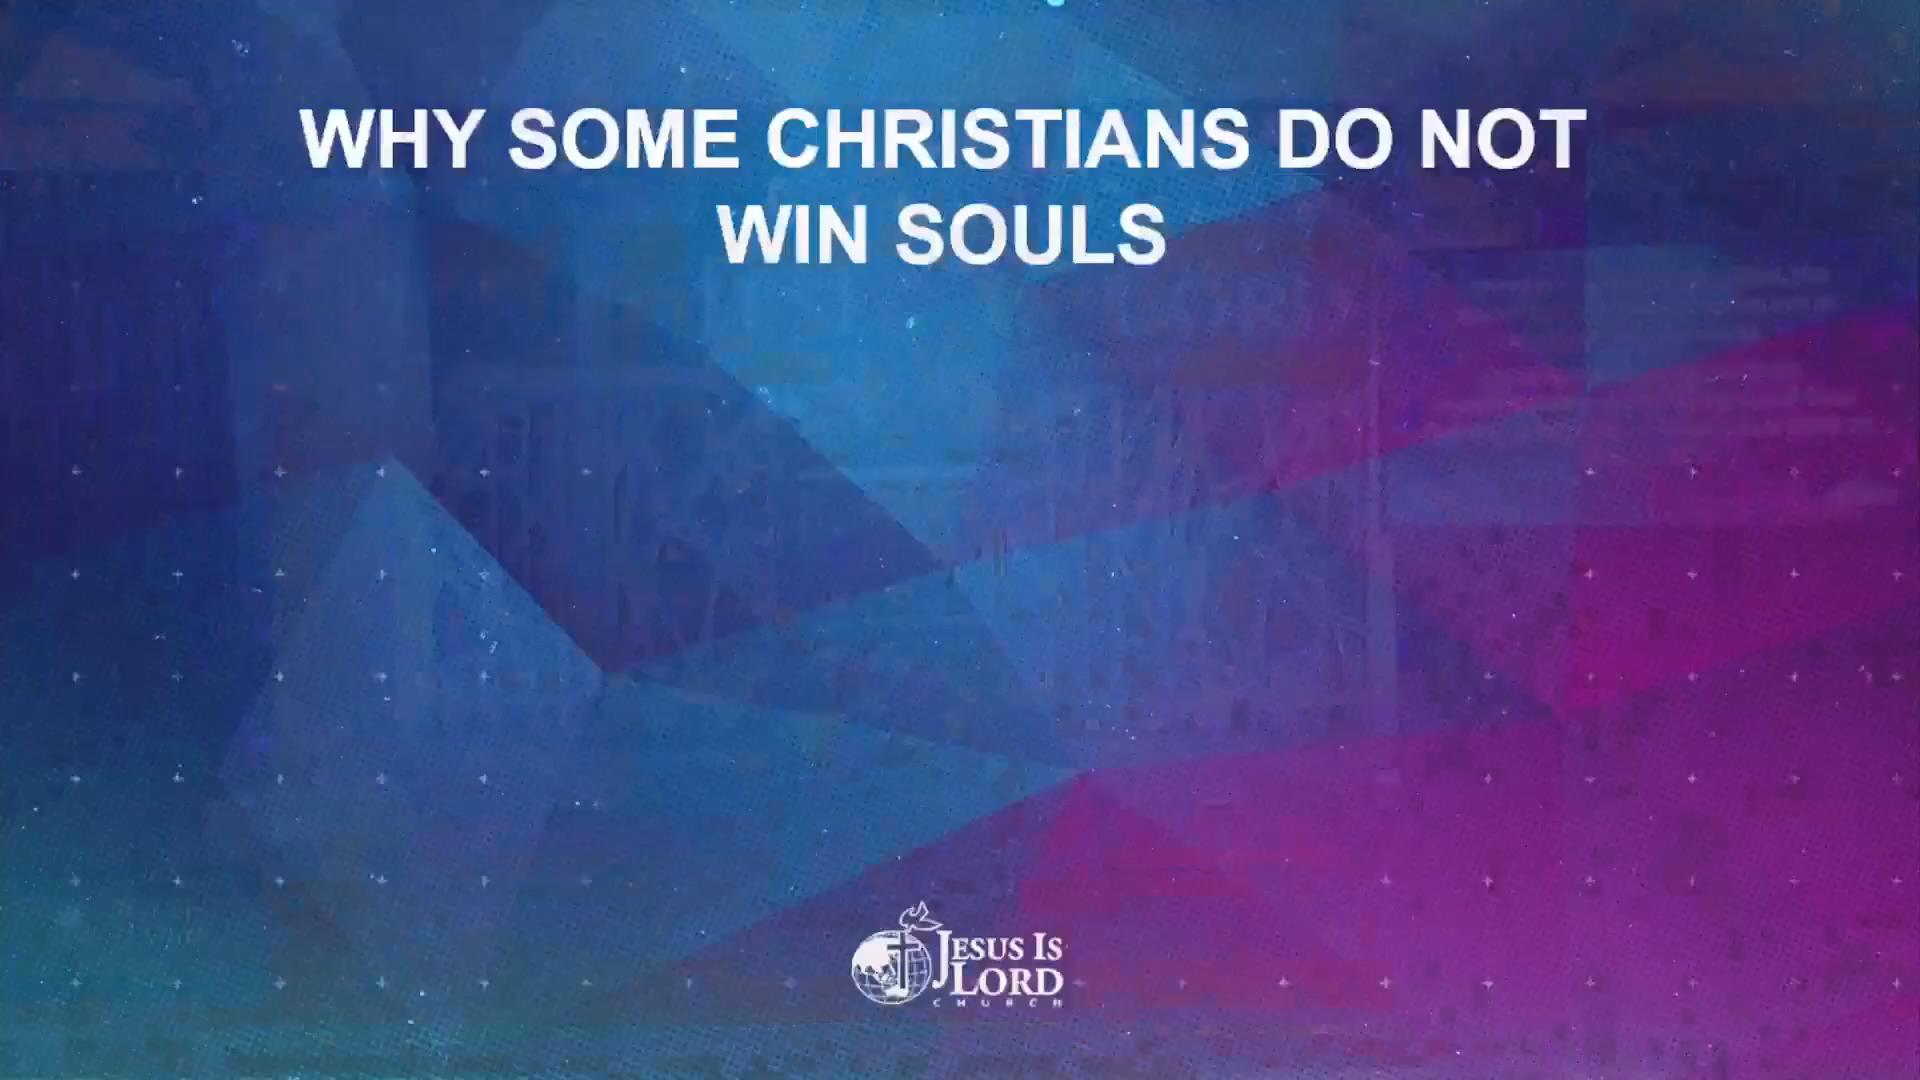 WHY SOME CHRISTIANS DO NOT
WIN SOULS
JESUS IS
LORD
CHURCH